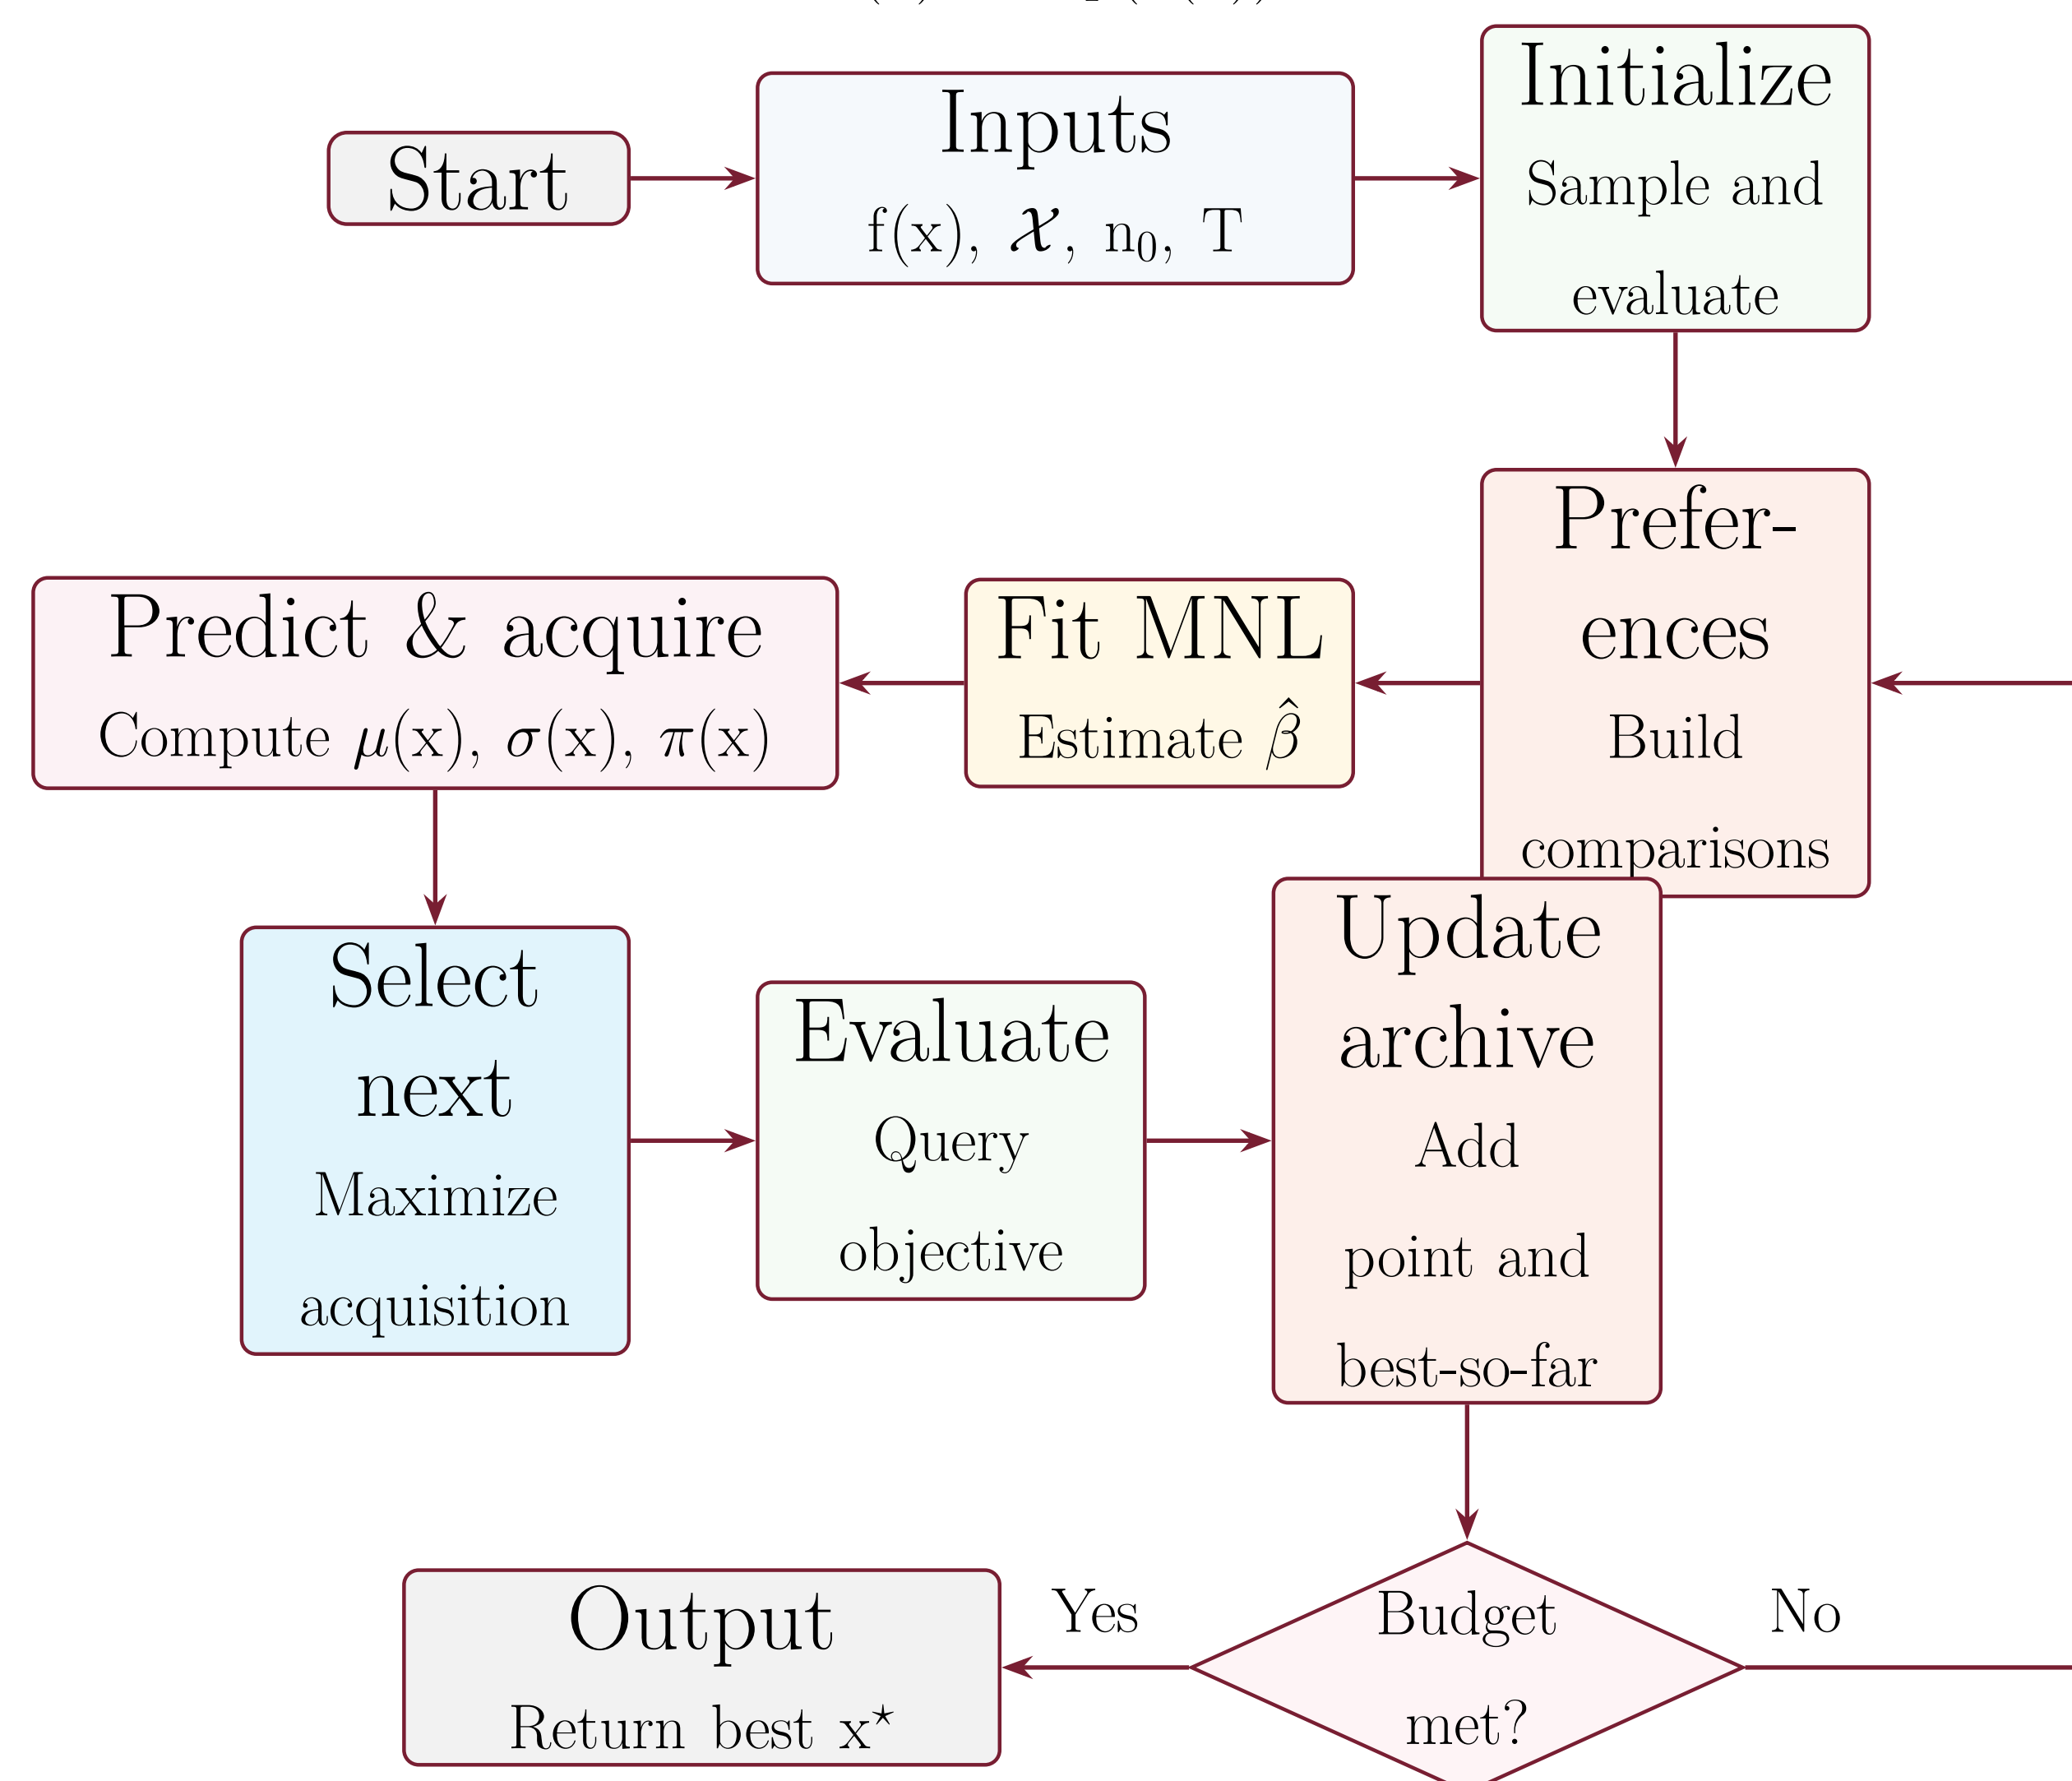 Start
Inputs
f(x), 𝒳, n₀, T
Initialize
Sample and
evaluate
Prefer-
ences
Build
comparisons
Fit MNL
Estimate β̂
Predict & acquire
Compute μ(x), σ(x), π(x)
Select
next
Maximize
acquisition
Evaluate
Query
objective
Update
archive
Add
point and
best-so-far
Budget
met?
Yes
No
Output
Return best x⋆